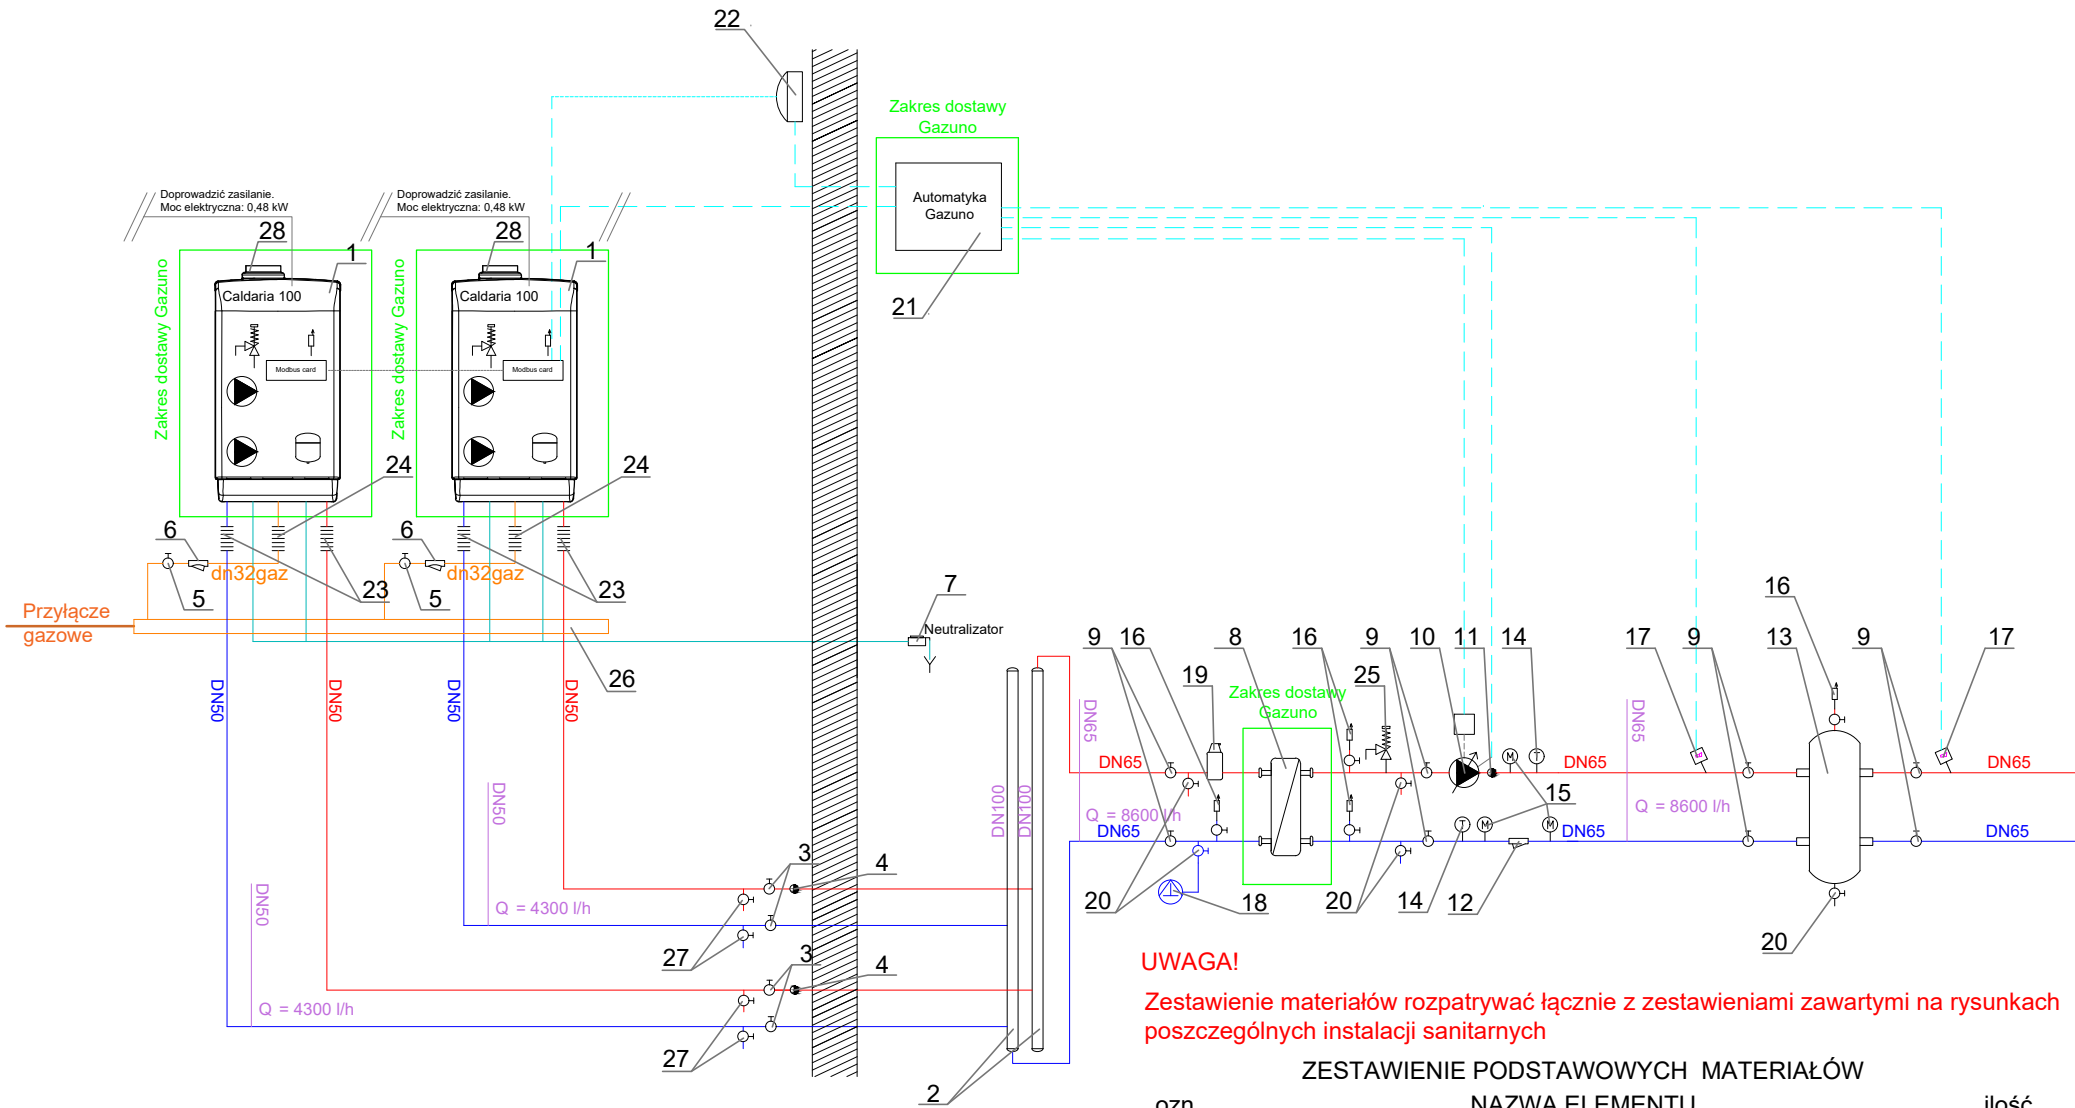 22
Zakres dostawy
Gazuno
Automatyka
Gazuno
21
Doprowadzić zasilanie.
Moc elektryczna: 0,48 kW
Doprowadzić zasilanie.
Moc elektryczna: 0,48 kW
28
1
28
1
Zakres dostawy Gazuno
Caldaria 100
Modbus card
Zakres dostawy Gazuno
Caldaria 100
Modbus card
24
24
6
6
dn32gaz
dn32gaz
5
23
5
23
Przyłącze
gazowe
26
7
Neutralizator
DN50
DN50
DN50
DN50
9
16
8
16
9
10
11
14
17
9
13
9
17
16
19
25
Zakres dostawy
Gazuno
DN65
DN65
DN65
M
T
DN65
DN65
DN65
Q = 8600 l/h
DN65
T
M
M
15
DN65
Q = 8600 l/h
DN65
DN100
DN100
DN50
Q = 4300 l/h
3
4
27
DN50
Q = 4300 l/h
3
4
27
2
20
18
20
14
12
20
UWAGA!
Zestawienie materiałów rozpatrywać łącznie z zestawieniami zawartymi na rysunkach
poszczególnych instalacji sanitarnych
ZESTAWIENIE PODSTAWOWYCH MATERIAŁÓW
ozn
NAZWA ELEMENTU
ilość